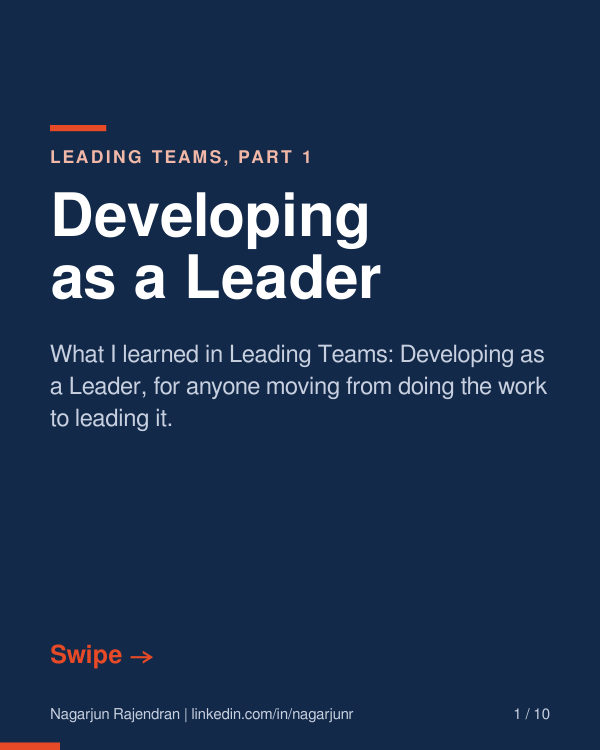 LEADING TEAMS, PART 1
Developing
as a Leader
What I learned in Leading Teams: Developing as
a Leader, for anyone moving from doing the work
to leading it.
Swipe →
Nagarjun Rajendran | linkedin.com/in/nagarjunr
1 / 10